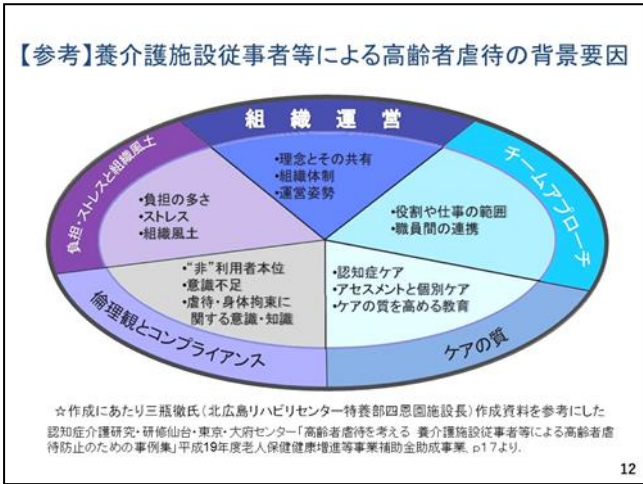 【参考】養介護施設従事者等による高齢者虐待の背景要因
組織運営
•理念とその共有
•組織体制
•運営姿勢
負担・ストレスと組織風土
•負担の多さ
•ストレス
•組織風土
チームアプローチ
•役割や仕事の範囲
•職員間の連携
•“非”利用者本位
•意識不足
•虐待・身体拘束に
関する意識・知識
倫理観とコンプライアンス
•認知症ケア
•アセスメントと個別ケア
•ケアの質を高める教育
ケアの質
☆作成にあたり三瓶徹氏(北広島リハビリセンター特養部四恩園施設長)作成資料を参考にした
認知症介護研究・研修仙台・東京・大府センター「高齢者虐待を考える 養介護施設従事者等による高齢者虐
待防止のための事例集」平成19年度老人保健健康増進等事業補助金助成事業, p17より.
12